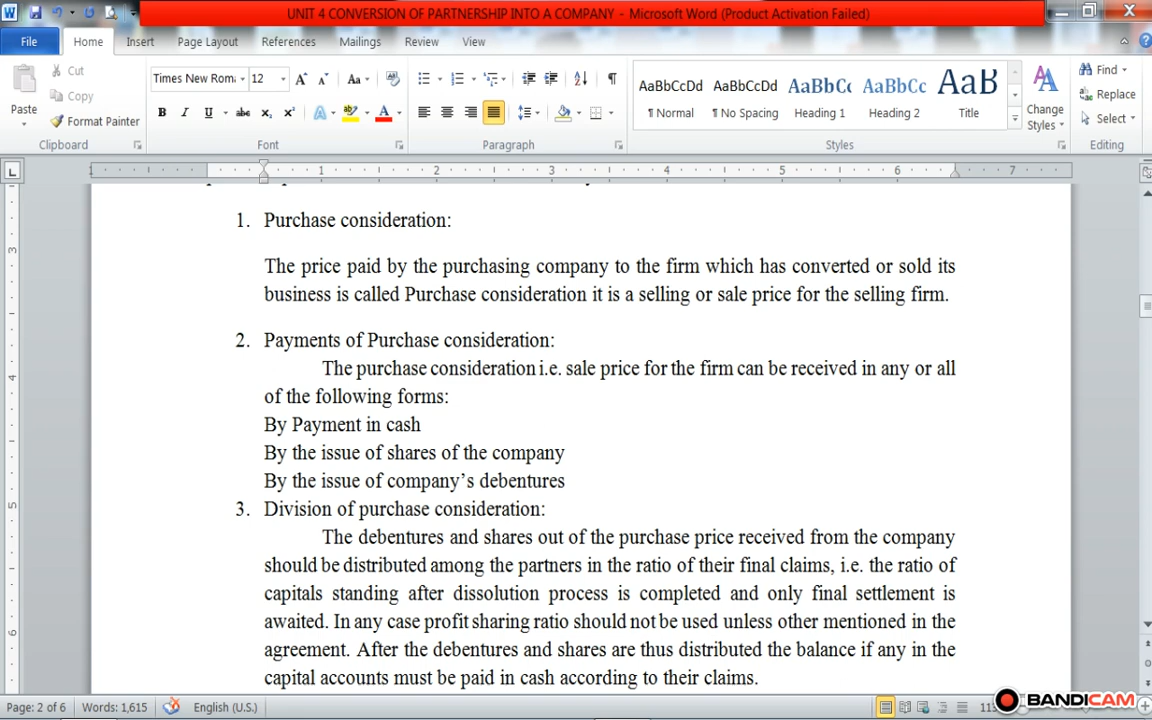 UNIT 4 CONVERSION OF PARTNERSHIP INTO A COMPANY - Microsoft Word (Product Activation Failed)
File Home Insert Page Layout References Mailings Review View
Paste
Cut
Copy
Format Painter
Clipboard
Times New Rom 12
Font
Paragraph
AaBbCcDd AaBbCcDd AaBbCc AaBbCc AaB
¶ Normal ¶ No Spacing Heading 1 Heading 2 Title
Change Styles
Styles
Find
Replace
Select
Editing
1 1 2 3 4 5 6 7
1. Purchase consideration:
The price paid by the purchasing company to the firm which has converted or sold its
business is called Purchase consideration it is a selling or sale price for the selling firm.
2. Payments of Purchase consideration:
The purchase consideration i.e. sale price for the firm can be received in any or all
of the following forms:
By Payment in cash
By the issue of shares of the company
By the issue of company's debentures
3. Division of purchase consideration:
The debentures and shares out of the purchase price received from the company
should be distributed among the partners in the ratio of their final claims, i.e. the ratio of
capitals standing after dissolution process is completed and only final settlement is
awaited. In any case profit sharing ratio should not be used unless other mentioned in the
agreement. After the debentures and shares are thus distributed the balance if any in the
capital accounts must be paid in cash according to their claims.
Page: 2 of 6 Words: 1,615 English (U.S.)
BANDICAM